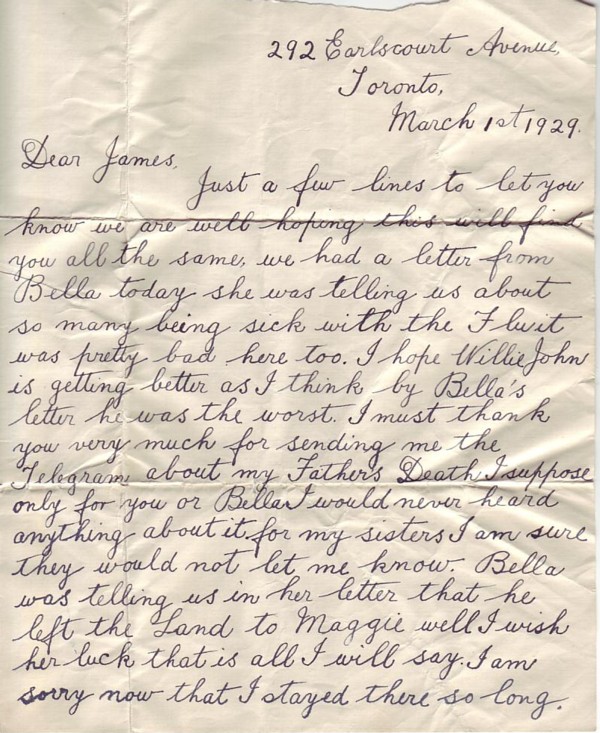 292 Earlscourt Avenue,
Toronto,
March 1st 1929.
Dear James,
Just a few lines to let you
know we are well hoping this will find
you all the same, we had a letter from
Bella today she was telling us about
so many being sick with the Flu it
was pretty bad here too. I hope Willie John
is getting better as I think by Bella's
letter he was the worst. I must thank
you very much for sending me the
Telegram about my Fathers Death I suppose
only for you or Bella I would never heard
anything about it for my sisters I am sure
they would not let me know. Bella
was telling us in her letter that he
left the Land to Maggie well I wish
her luck that is all I will say. I am
sorry now that I stayed there so long.